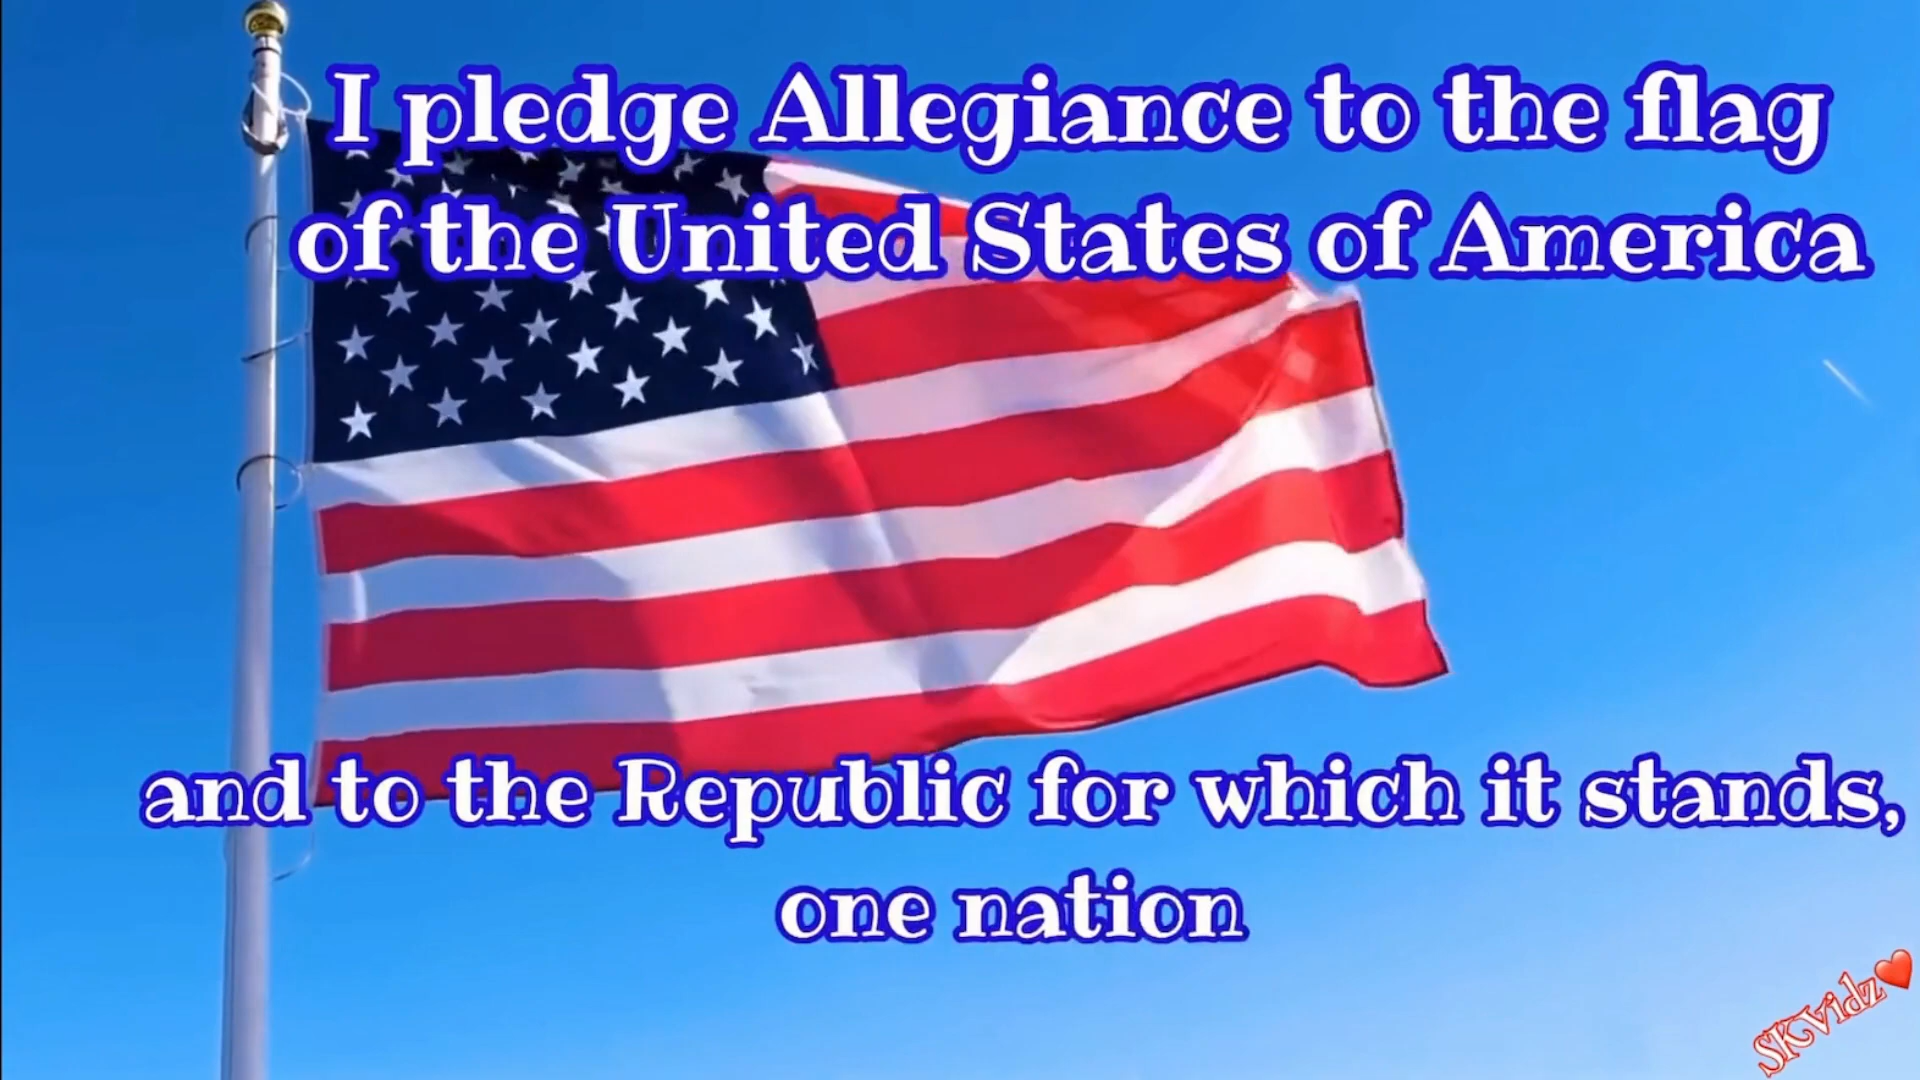 I pledge Allegiance to the flag
of the United States of America
and to the Republic for which it stands,
one nation
SKVidz